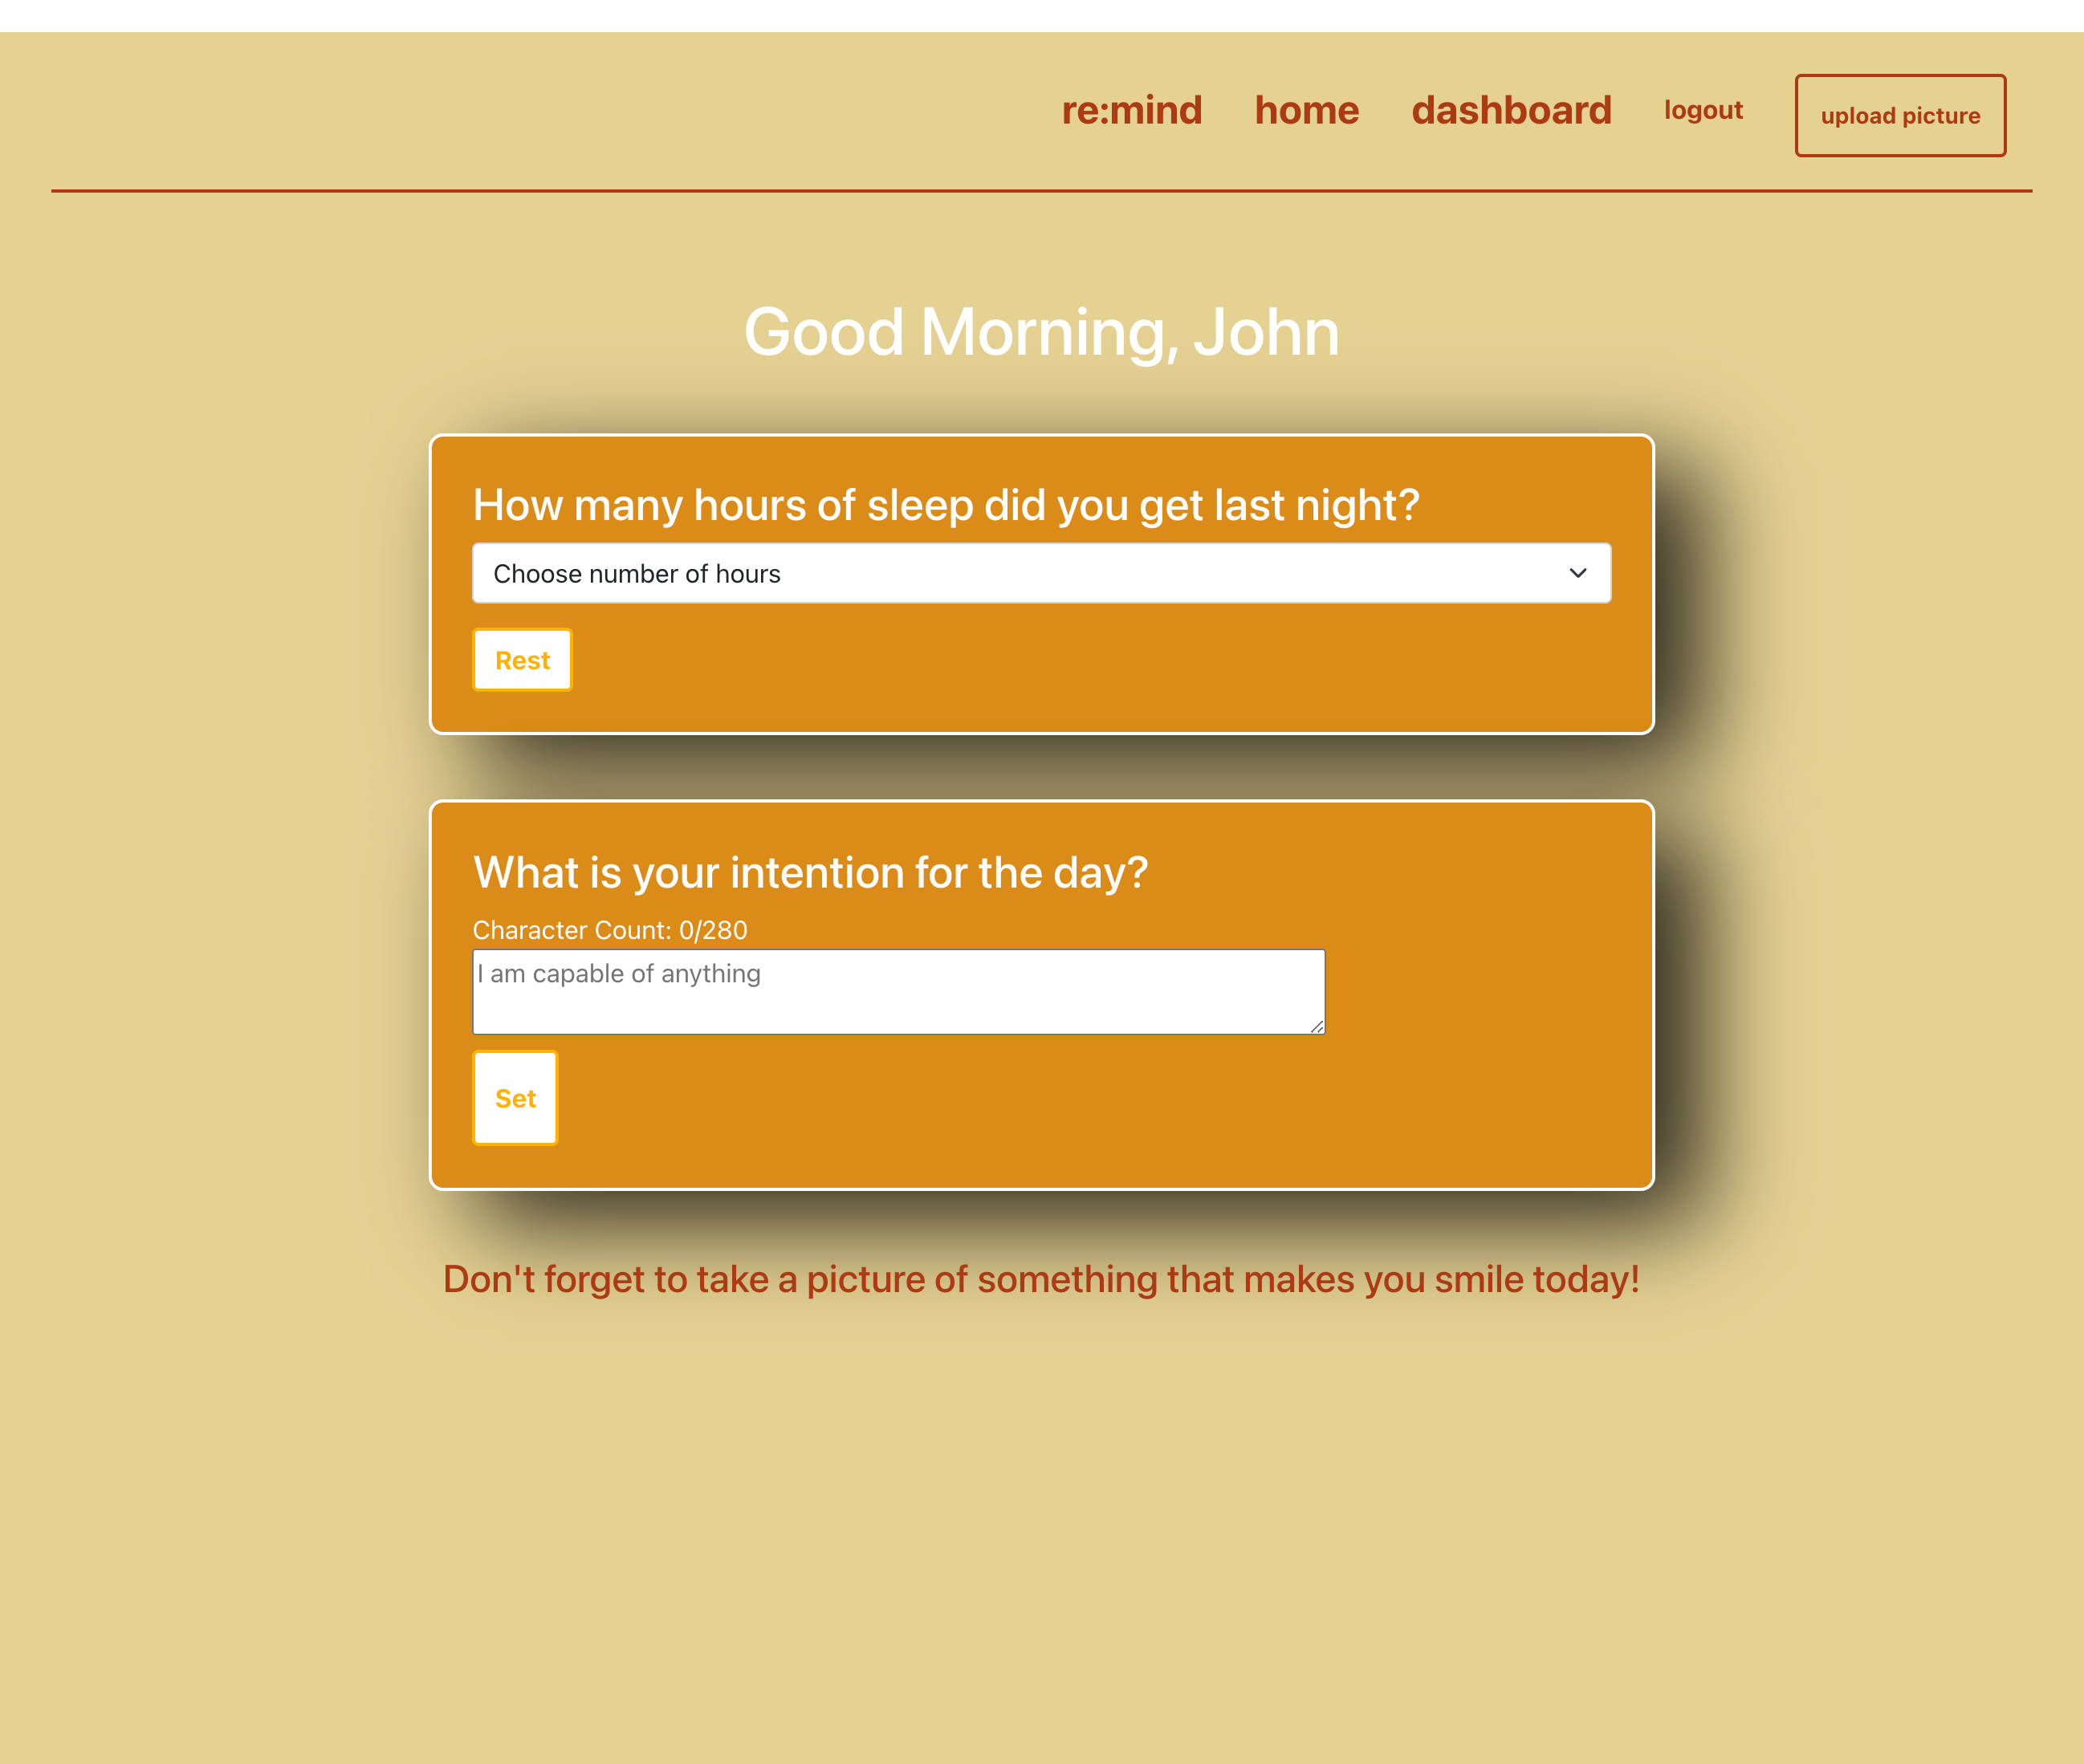 re:mind home dashboard logout upload picture
Good Morning, John
How many hours of sleep did you get last night?
Choose number of hours
Rest
What is your intention for the day?
Character Count: 0/280
I am capable of anything
Set
Don't forget to take a picture of something that makes you smile today!